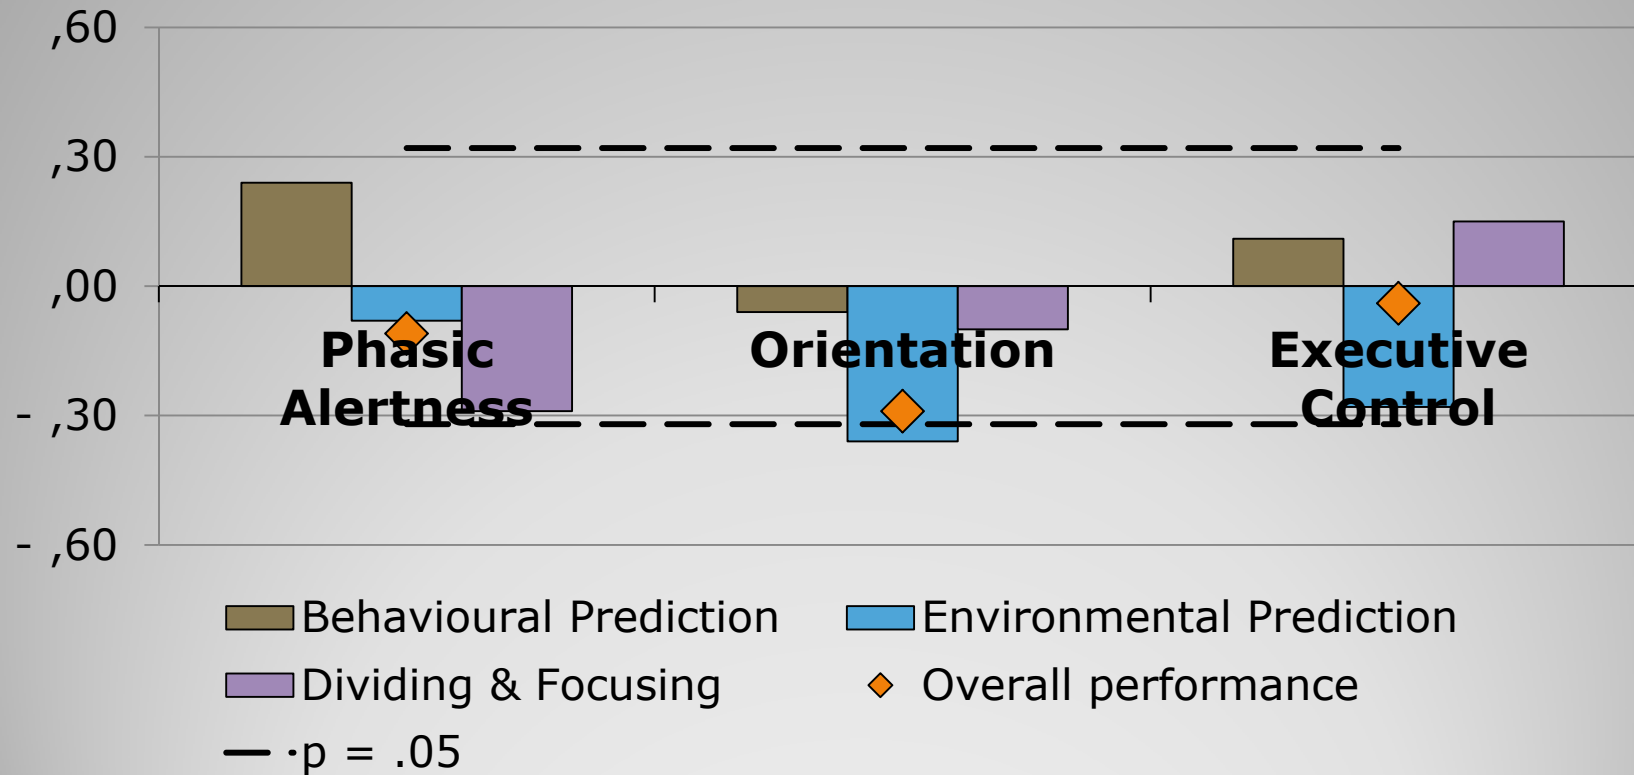 ,60
,30
,00
- ,30
- ,60
Phasic
Alertness
Orientation
Executive
Control
Behavioural Prediction
Environmental Prediction
Dividing & Focusing
Overall performance
p = .05